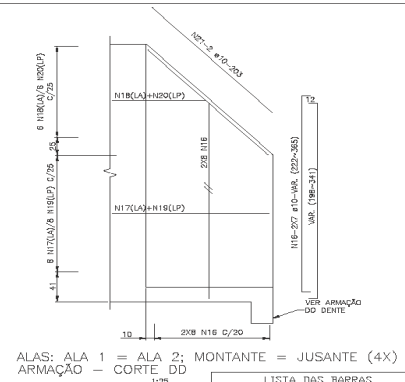 N21-2 ø10-203
6 N18(LA)/6 N20(LP)
C/25
N18(LA)+N20(LP)
12
25
2X8 N16
8 N17(LA)/8 N19(LP) C/25
N16-2X7 ø10-VAR. (222~365)
VAR. (198~341)
N17(LA)+N19(LP)
41
VER ARMAÇÃO
DO DENTE
10
2X8 N16 C/20
ALAS: ALA 1 = ALA 2; MONTANTE = JUSANTE (4X)
ARMAÇÃO – CORTE DD
1:25
LISTA DAS BARRAS